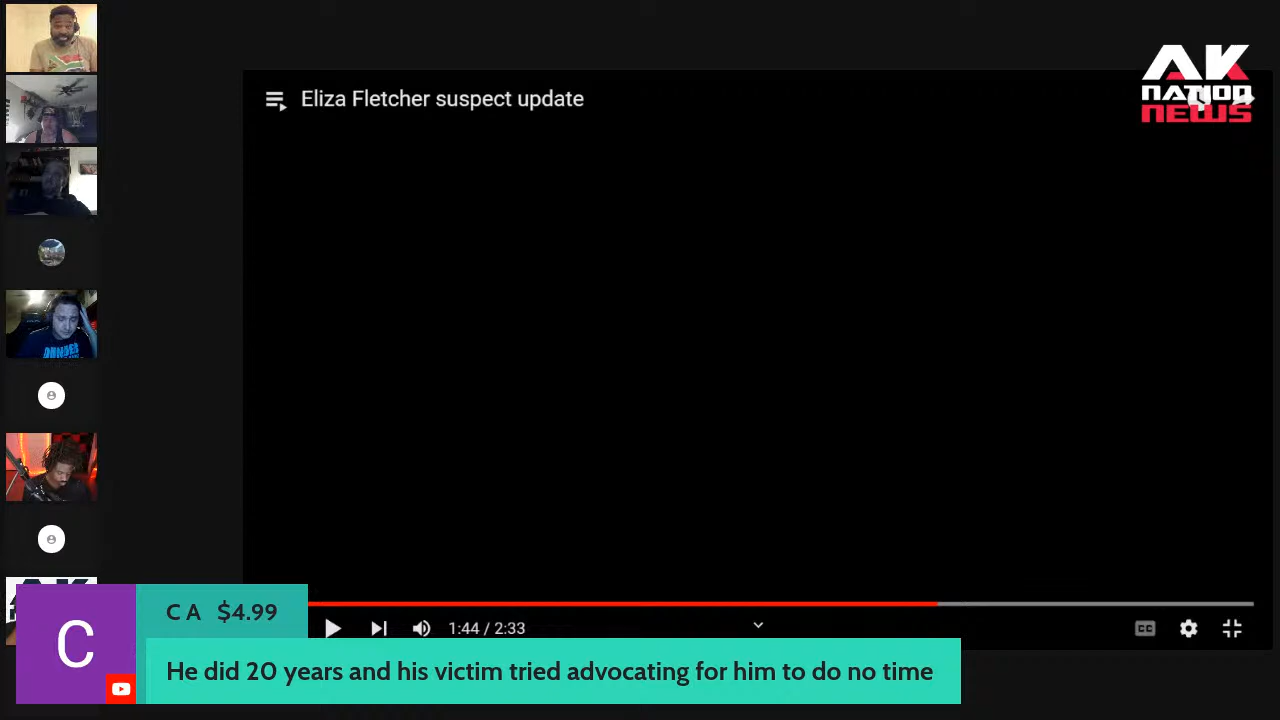 Eliza Fletcher suspect update
AK
NATION
NEWS
C A $4.99
C
1:44 / 2:33
CC
He did 20 years and his victim tried advocating for him to do no time